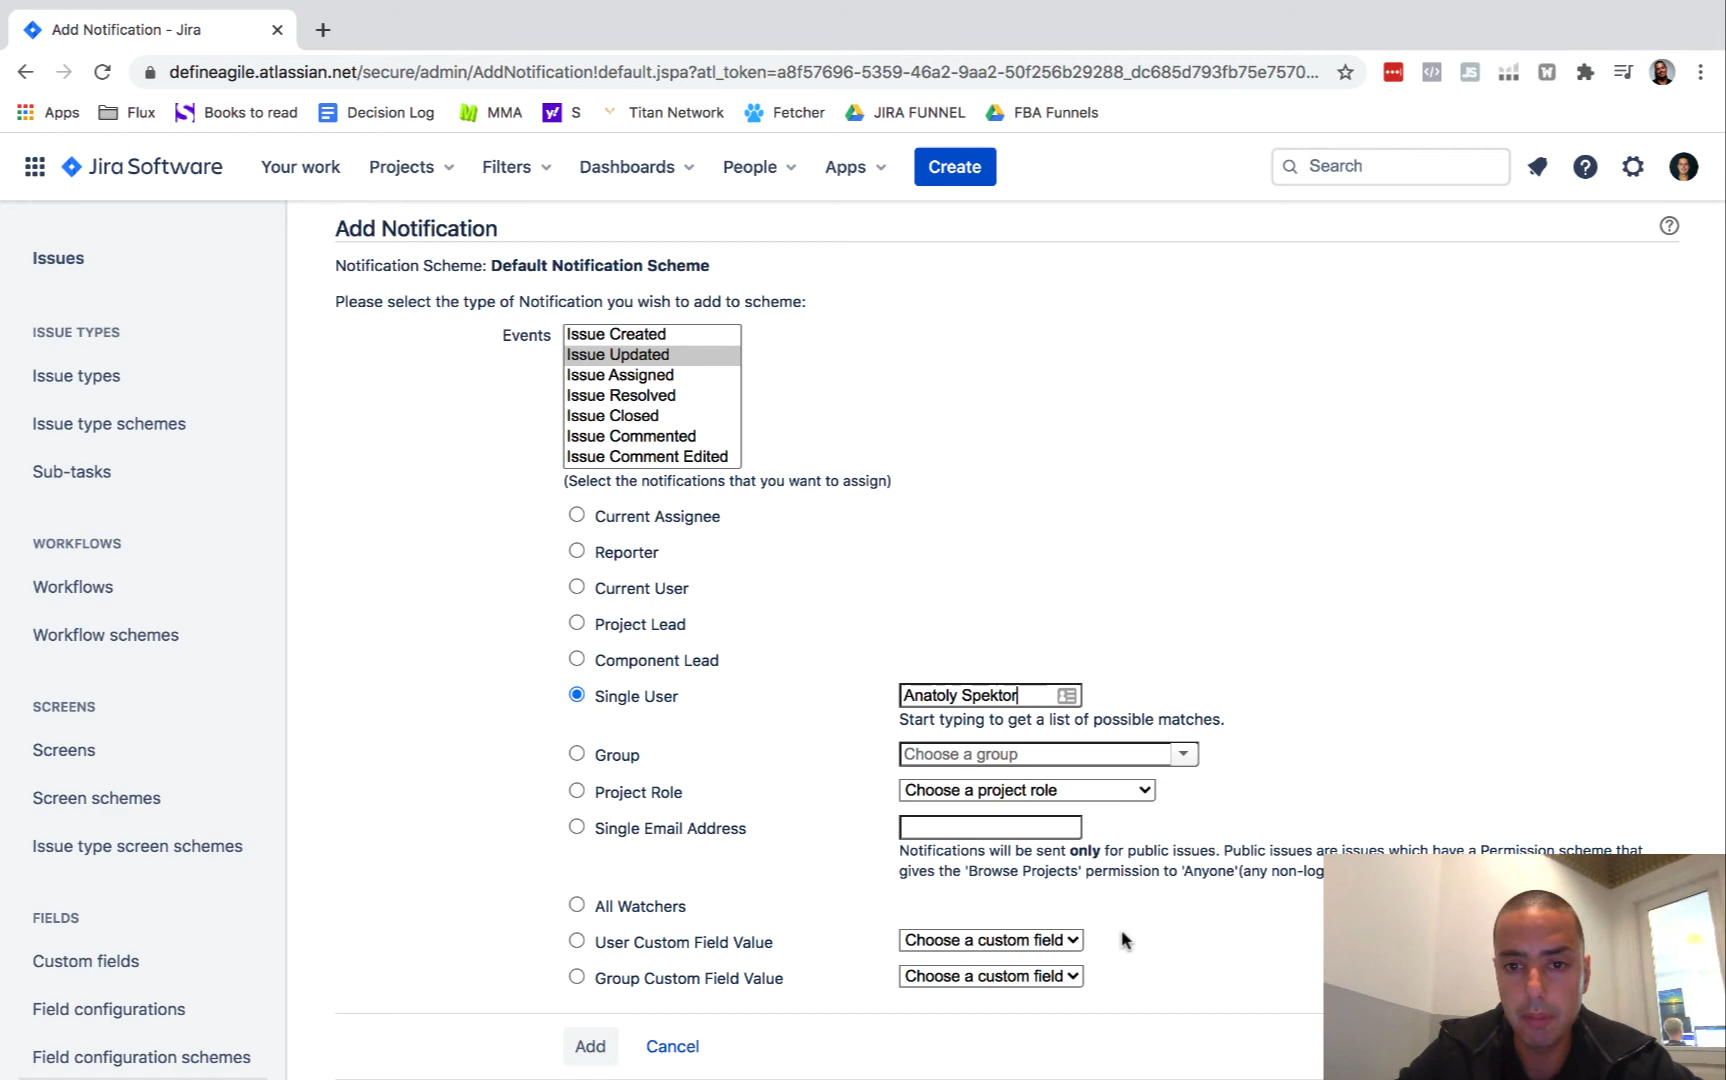 Add Notification - Jira
defineagile.atlassian.net/secure/admin/AddNotification!default.jspa?atl_token=a8f57696-5359-46a2-9aa2-50f256b29288_dc685d793fb75e7570...
JS
W
Apps
Flux
Books to read
Decision Log
MMA
y!
S
Titan Network
Fetcher
JIRA FUNNEL
FBA Funnels
Jira Software
Your work
Projects
Filters
Dashboards
People
Apps
Create
Search
Issues
ISSUE TYPES
Issue types
Issue type schemes
Sub-tasks
WORKFLOWS
Workflows
Workflow schemes
SCREENS
Screens
Screen schemes
Issue type screen schemes
FIELDS
Custom fields
Field configurations
Field configuration schemes
Add Notification
Notification Scheme: Default Notification Scheme
Please select the type of Notification you wish to add to scheme:
Events
Issue Created
Issue Updated
Issue Assigned
Issue Resolved
Issue Closed
Issue Commented
Issue Comment Edited
(Select the notifications that you want to assign)
Current Assignee
Reporter
Current User
Project Lead
Component Lead
Single User
Anatoly Spektor
Start typing to get a list of possible matches.
Group
Choose a group
Project Role
Choose a project role
Single Email Address
Notifications will be sent only for public issues. Public issues are issues which have a Permission scheme that
gives the 'Browse Projects' permission to 'Anyone'(any non-log
All Watchers
User Custom Field Value
Choose a custom field
Group Custom Field Value
Choose a custom field
Add
Cancel